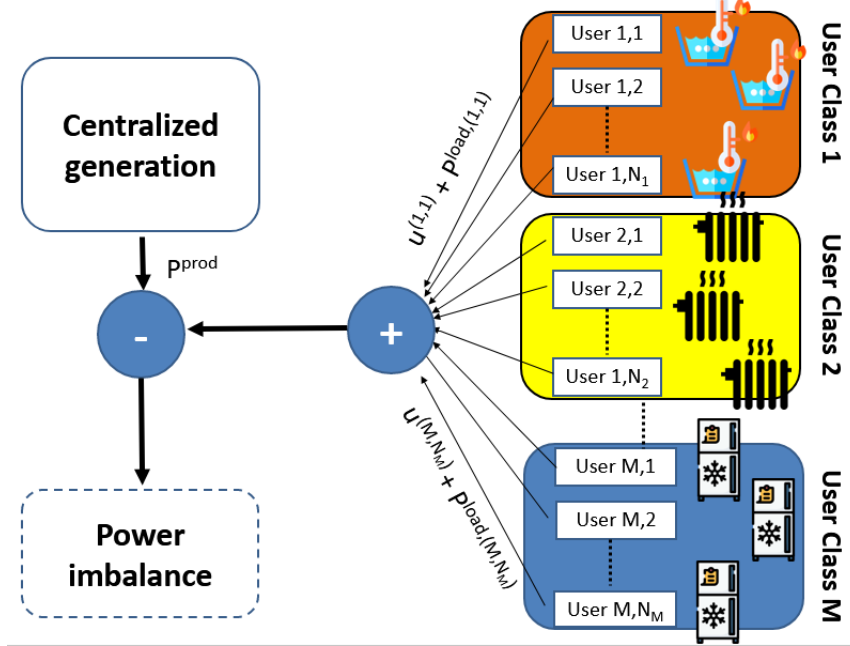 Centralized
generation
P^prod
-
+
Power
imbalance
u^(1,1) + P^load,(1,1)
u^(M,N_M) + P^load,(M,N_M)
User 1,1
User 1,2
User 1,N₁
User Class 1
User 2,1
User 2,2
User 1,N₂
User Class 2
User M,1
User M,2
User M,N_M
User Class M